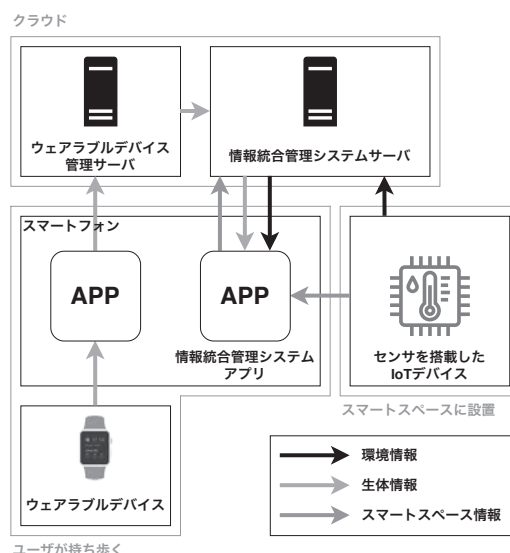 クラウド
ウェアラブルデバイス
管理サーバ
情報統合管理システムサーバ
スマートフォン
APP
APP
情報統合管理システム
アプリ
センサを搭載した
IoTデバイス
スマートスペースに設置
ウェアラブルデバイス
環境情報
生体情報
スマートスペース情報
ユーザが持ち歩く